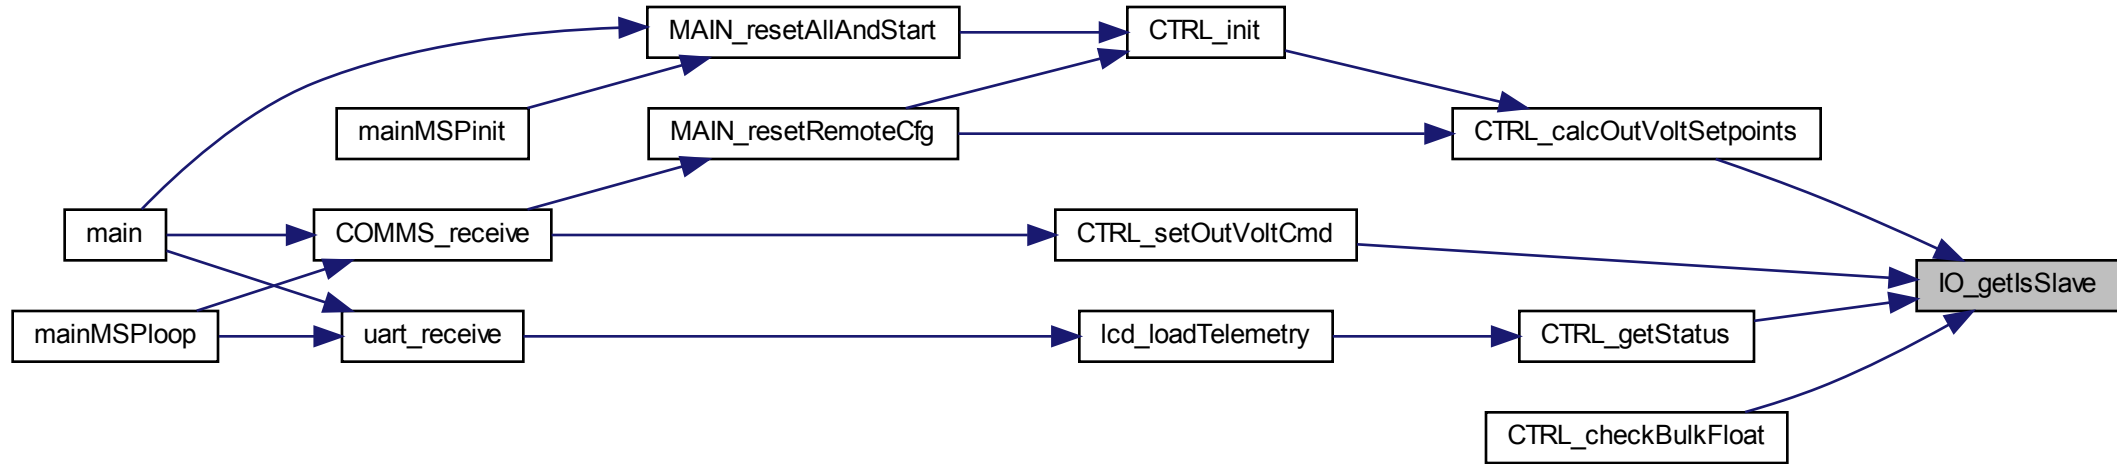 MAIN_resetAllAndStart
CTRL_init
mainMSPinit
MAIN_resetRemoteCfg
CTRL_calcOutVoltSetpoints
main
COMMS_receive
CTRL_setOutVoltCmd
IO_getIsSlave
mainMSPloop
uart_receive
lcd_loadTelemetry
CTRL_getStatus
CTRL_checkBulkFloat